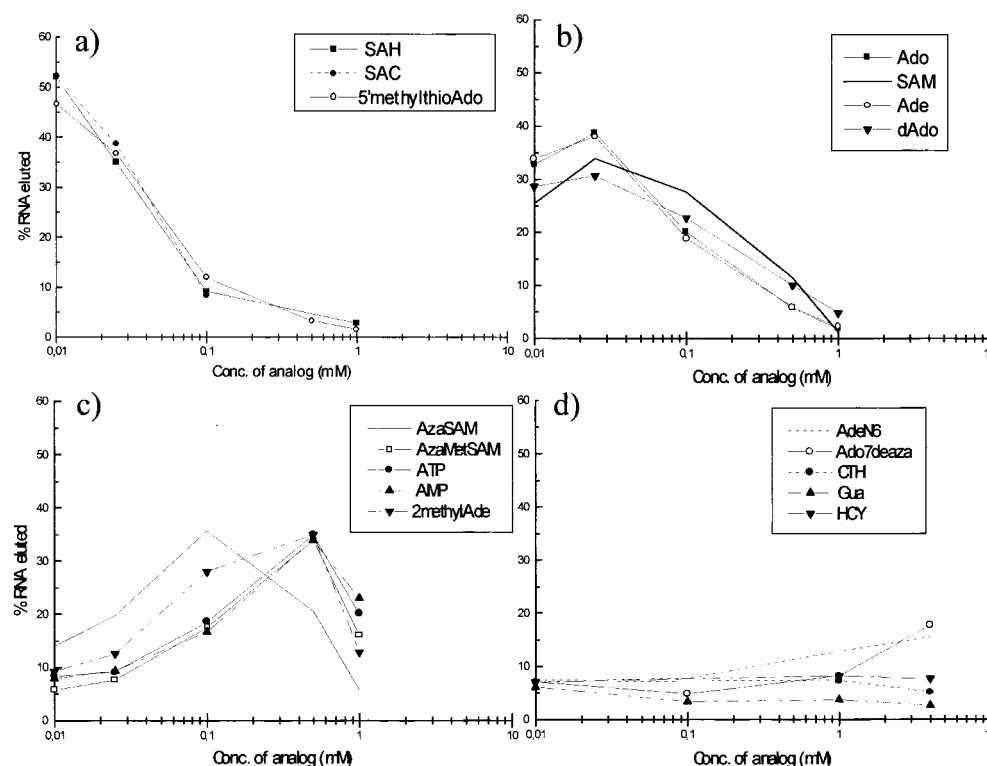 a)
SAH
SAC
5'methylthioAdo
% RNA eluted
60
50
40
30
20
10
0
0,01
0,1
1
10
Conc. of analog (mM)
b)
Ado
SAM
Ade
dAdo
60
50
40
30
20
10
0
0,01
0,1
1
10
Conc. of analog (mM)
c)
AzaSAM
AzaMetSAM
ATP
AMP
2methylAde
% RNA eluted
60
50
40
30
20
10
0
0,01
0,1
1
10
Conc. of analog (mM)
d)
AdeN6
Ado7deaza
CTH
Gua
HCY
60
50
40
30
20
10
0
0,01
0,1
1
10
Conc. of analog (mM)